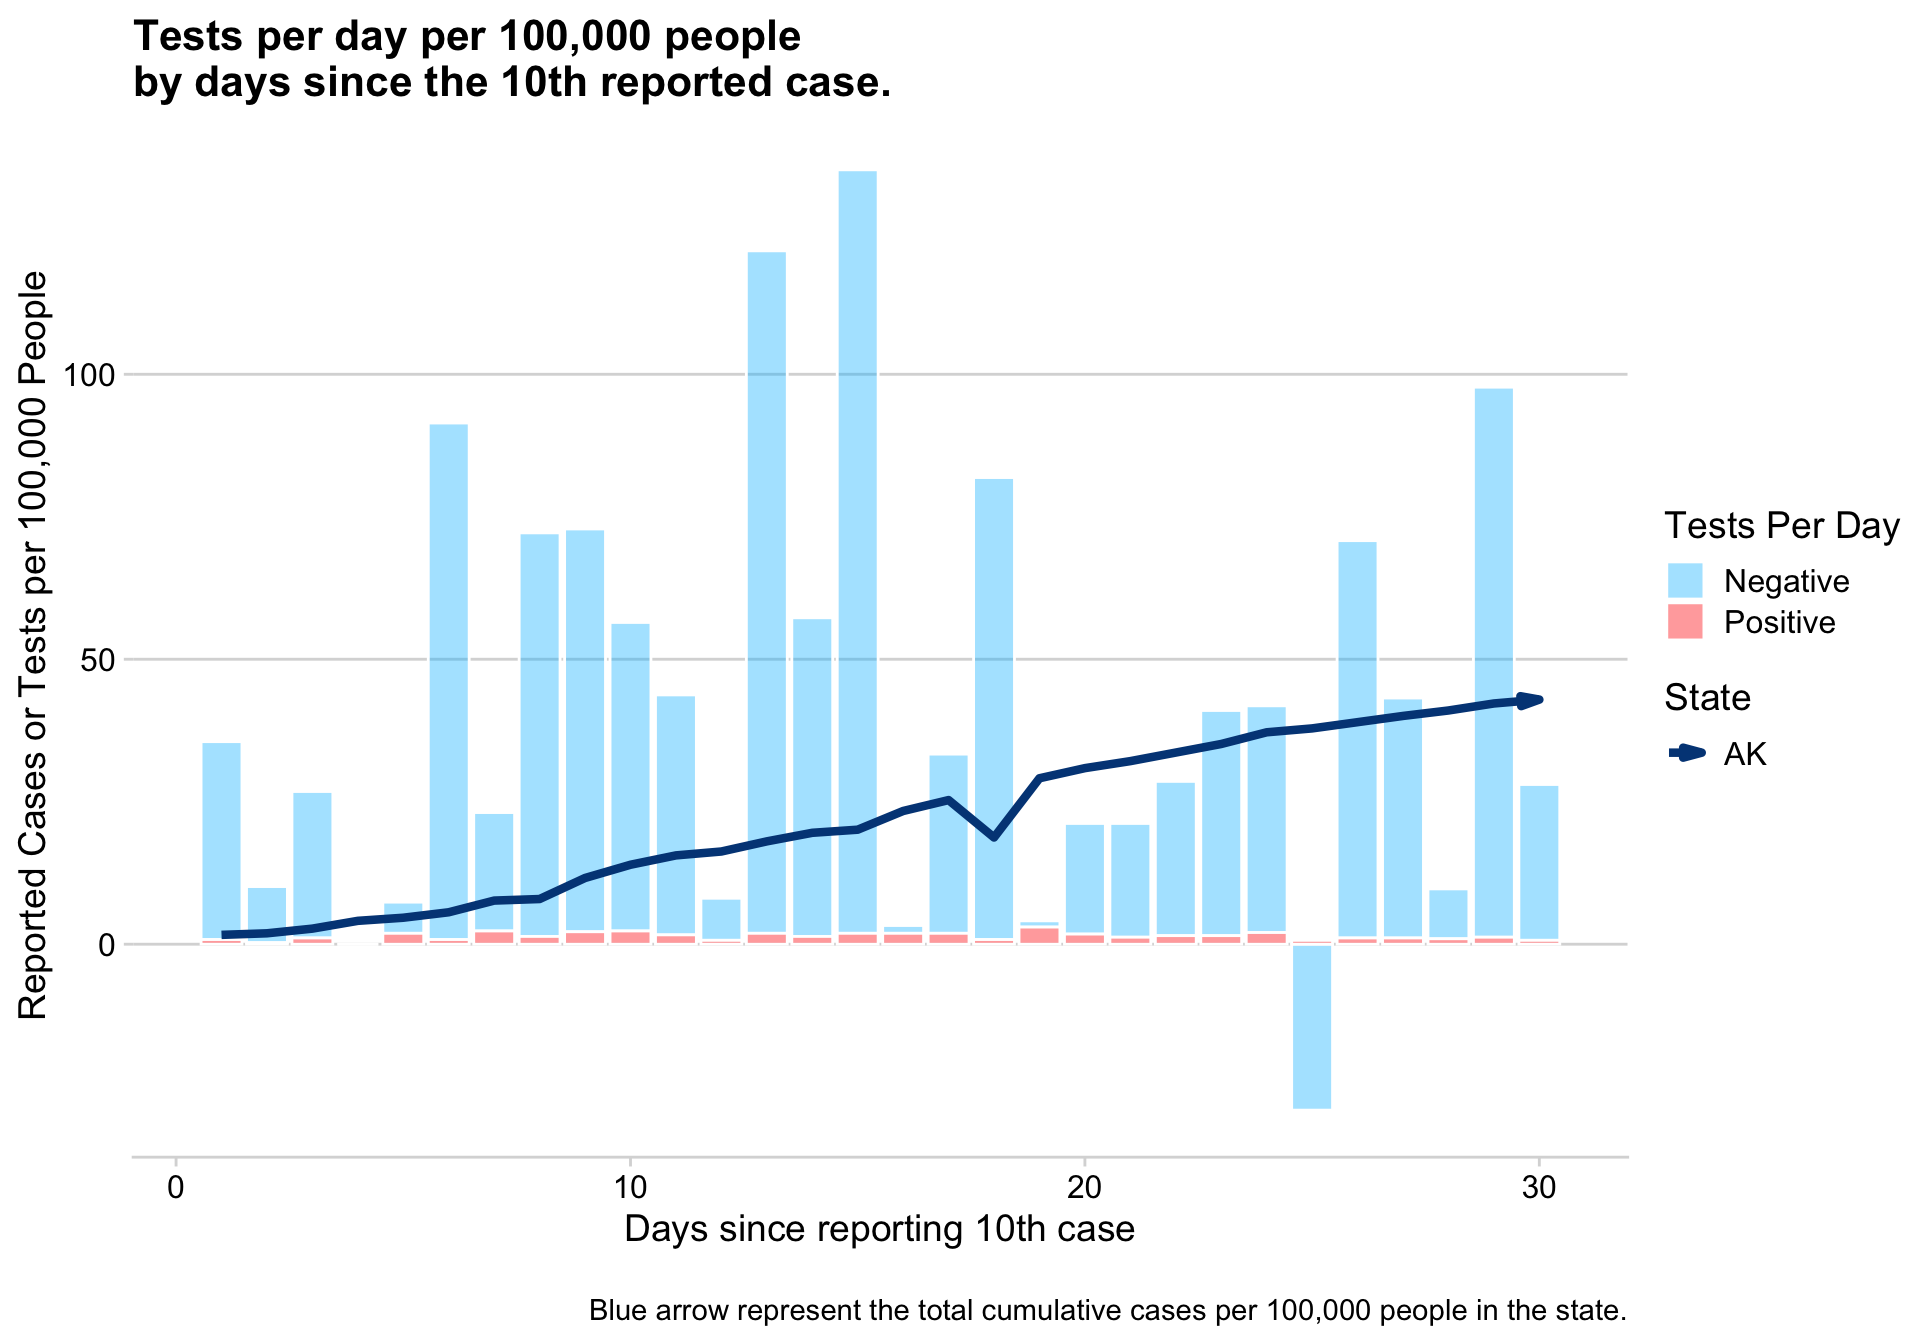 Tests per day per 100,000 people
by days since the 10th reported case.
Reported Cases or Tests per 100,000 People
100
50
0
0
10
20
30
Days since reporting 10th case
Tests Per Day
Negative
Positive
State
AK
Blue arrow represent the total cumulative cases per 100,000 people in the state.